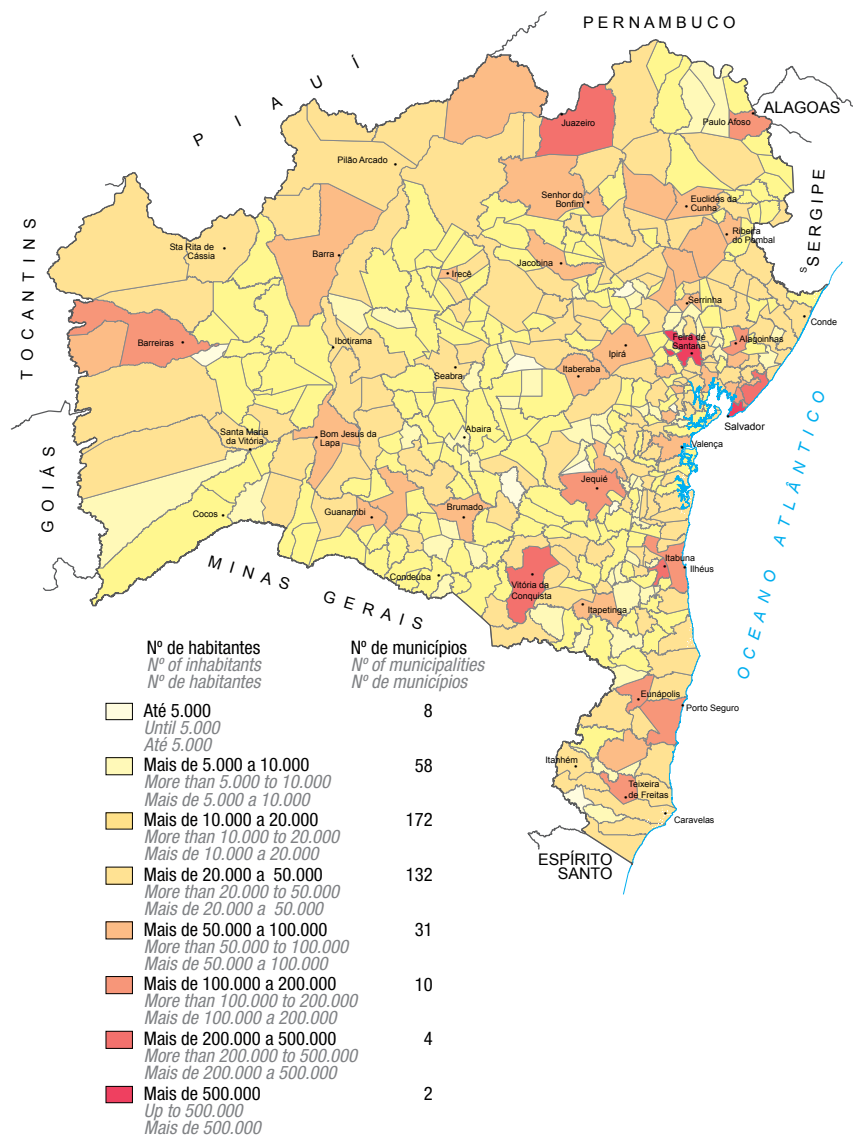 PERNAMBUCO
PIAUÍ
ALAGOAS
Juazeiro
Paulo Afoso
Pilão Arcado
SERGIPE
s
Senhor do
Bonfim
Euclides da
Cunha
TOCANTINS
Sta Rita de
Cássia
Barra
Ribeira
do Pombal
Jacobina
Irecê
Serrinha
Conde
Barreiras
Ibotirama
Feira de
Santana
Alagoinhas
Ipirá
Seabra
Itaberaba
Salvador
Santa Maria
da Vitória
Bom Jesus da
Lapa
Abaira
Valença
GOIÁS
Jequié
Cocos
Guanambi
Brumado
OCEANO ATLÂNTICO
MINAS GERAIS
Condeúba
Vitória da
Conquista
Itabuna
Ilhéus
Itapetinga
Eunápolis
Porto Seguro
Itanhém
Teixeira
de Freitas
Caravelas
ESPÍRITO
SANTO
Nº de habitantes Nº de municípios
Nº of inhabitants Nº of municipalities
Nº de habitantes Nº de municípios
Até 5.000 8
Until 5.000
Até 5.000
Mais de 5.000 a 10.000 58
More than 5.000 to 10.000
Mais de 5.000 a 10.000
Mais de 10.000 a 20.000 172
More than 10.000 to 20.000
Mais de 10.000 a 20.000
Mais de 20.000 a 50.000 132
More than 20.000 to 50.000
Mais de 20.000 a 50.000
Mais de 50.000 a 100.000 31
More than 50.000 to 100.000
Mais de 50.000 a 100.000
Mais de 100.000 a 200.000 10
More than 100.000 to 200.000
Mais de 100.000 a 200.000
Mais de 200.000 a 500.000 4
More than 200.000 to 500.000
Mais de 200.000 a 500.000
Mais de 500.000 2
Up to 500.000
Mais de 500.000